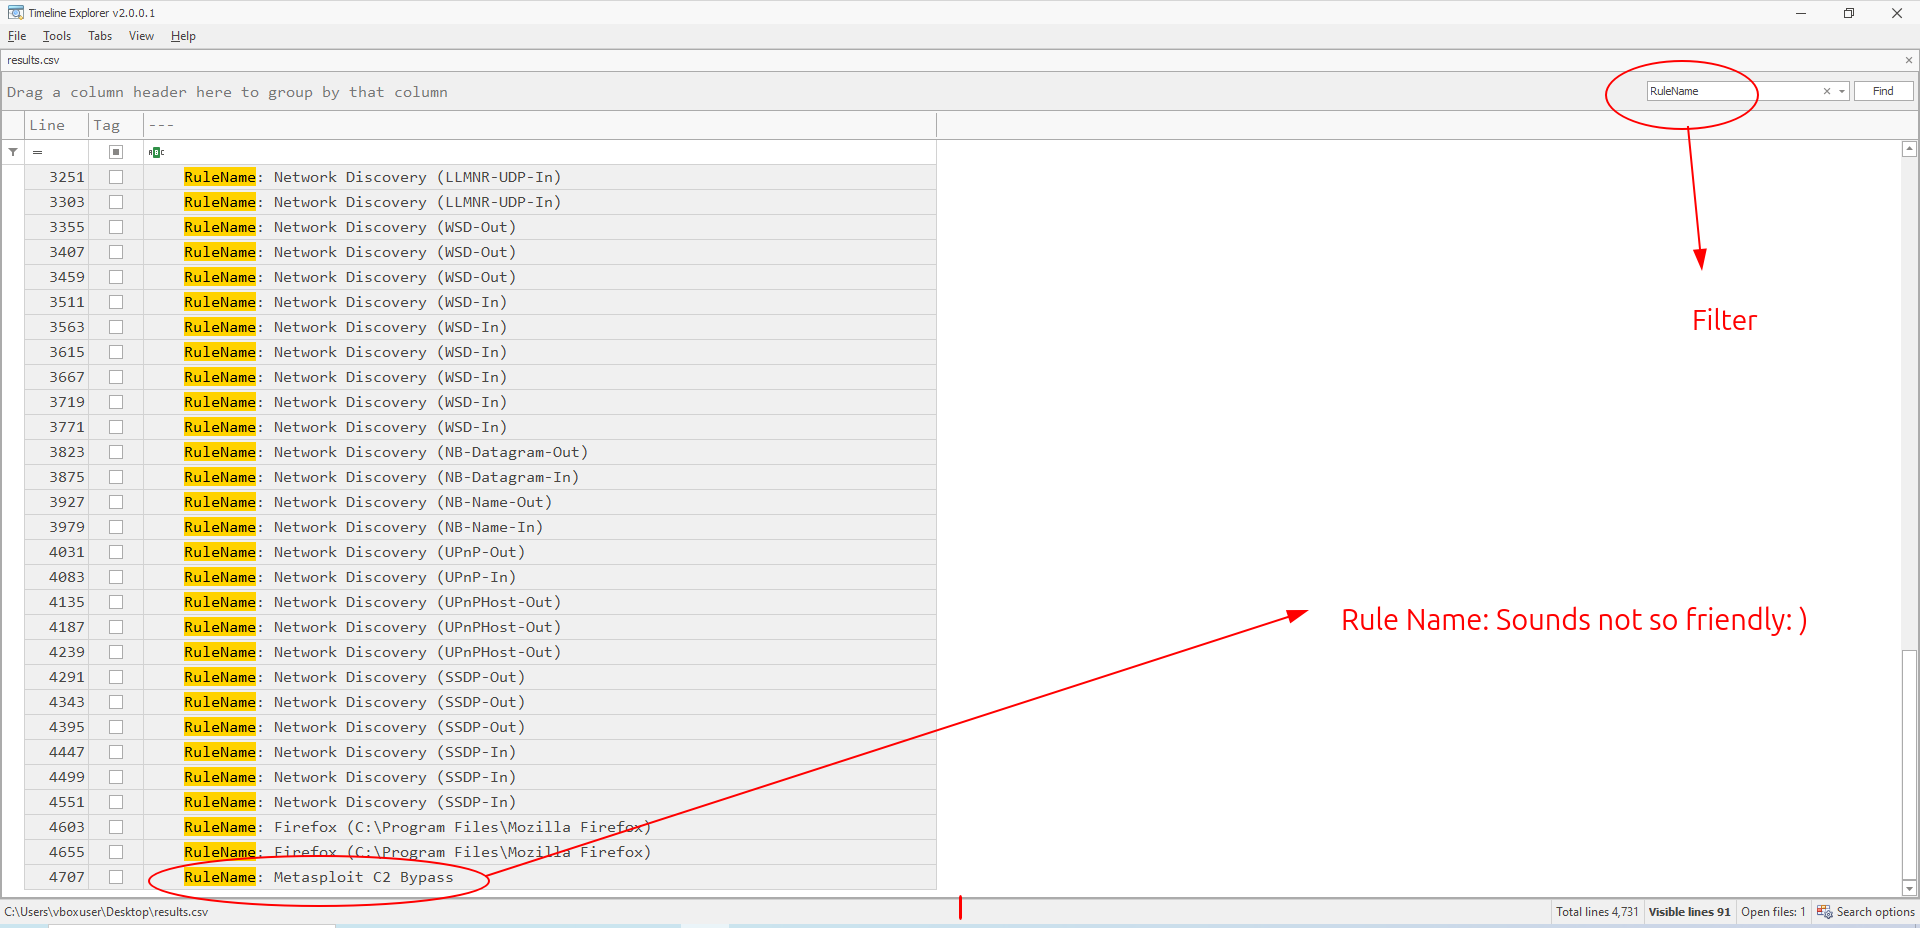 Timeline Explorer v2.0.0.1
File Tools Tabs View Help
results.csv
Drag a column header here to group by that column
RuleName Find
Line Tag ---
= ABC
3251 RuleName: Network Discovery (LLMNR-UDP-In)
3303 RuleName: Network Discovery (LLMNR-UDP-In)
3355 RuleName: Network Discovery (WSD-Out)
3407 RuleName: Network Discovery (WSD-Out)
3459 RuleName: Network Discovery (WSD-Out)
3511 RuleName: Network Discovery (WSD-In)
3563 RuleName: Network Discovery (WSD-In)
Filter
3615 RuleName: Network Discovery (WSD-In)
3667 RuleName: Network Discovery (WSD-In)
3719 RuleName: Network Discovery (WSD-In)
3771 RuleName: Network Discovery (WSD-In)
3823 RuleName: Network Discovery (NB-Datagram-Out)
3875 RuleName: Network Discovery (NB-Datagram-In)
3927 RuleName: Network Discovery (NB-Name-Out)
3979 RuleName: Network Discovery (NB-Name-In)
4031 RuleName: Network Discovery (UPnP-Out)
4083 RuleName: Network Discovery (UPnP-In)
4135 RuleName: Network Discovery (UPnPHost-Out)
4187 RuleName: Network Discovery (UPnPHost-Out)
Rule Name: Sounds not so friendly: )
4239 RuleName: Network Discovery (UPnPHost-Out)
4291 RuleName: Network Discovery (SSDP-Out)
4343 RuleName: Network Discovery (SSDP-Out)
4395 RuleName: Network Discovery (SSDP-Out)
4447 RuleName: Network Discovery (SSDP-In)
4499 RuleName: Network Discovery (SSDP-In)
4551 RuleName: Network Discovery (SSDP-In)
4603 RuleName: Firefox (C:\Program Files\Mozilla Firefox)
4655 RuleName: Firefox (C:\Program Files\Mozilla Firefox)
4707 RuleName: Metasploit C2 Bypass
C:\Users\vboxuser\Desktop\results.csv Total lines 4,731 Visible lines 91 Open files: 1 Search options